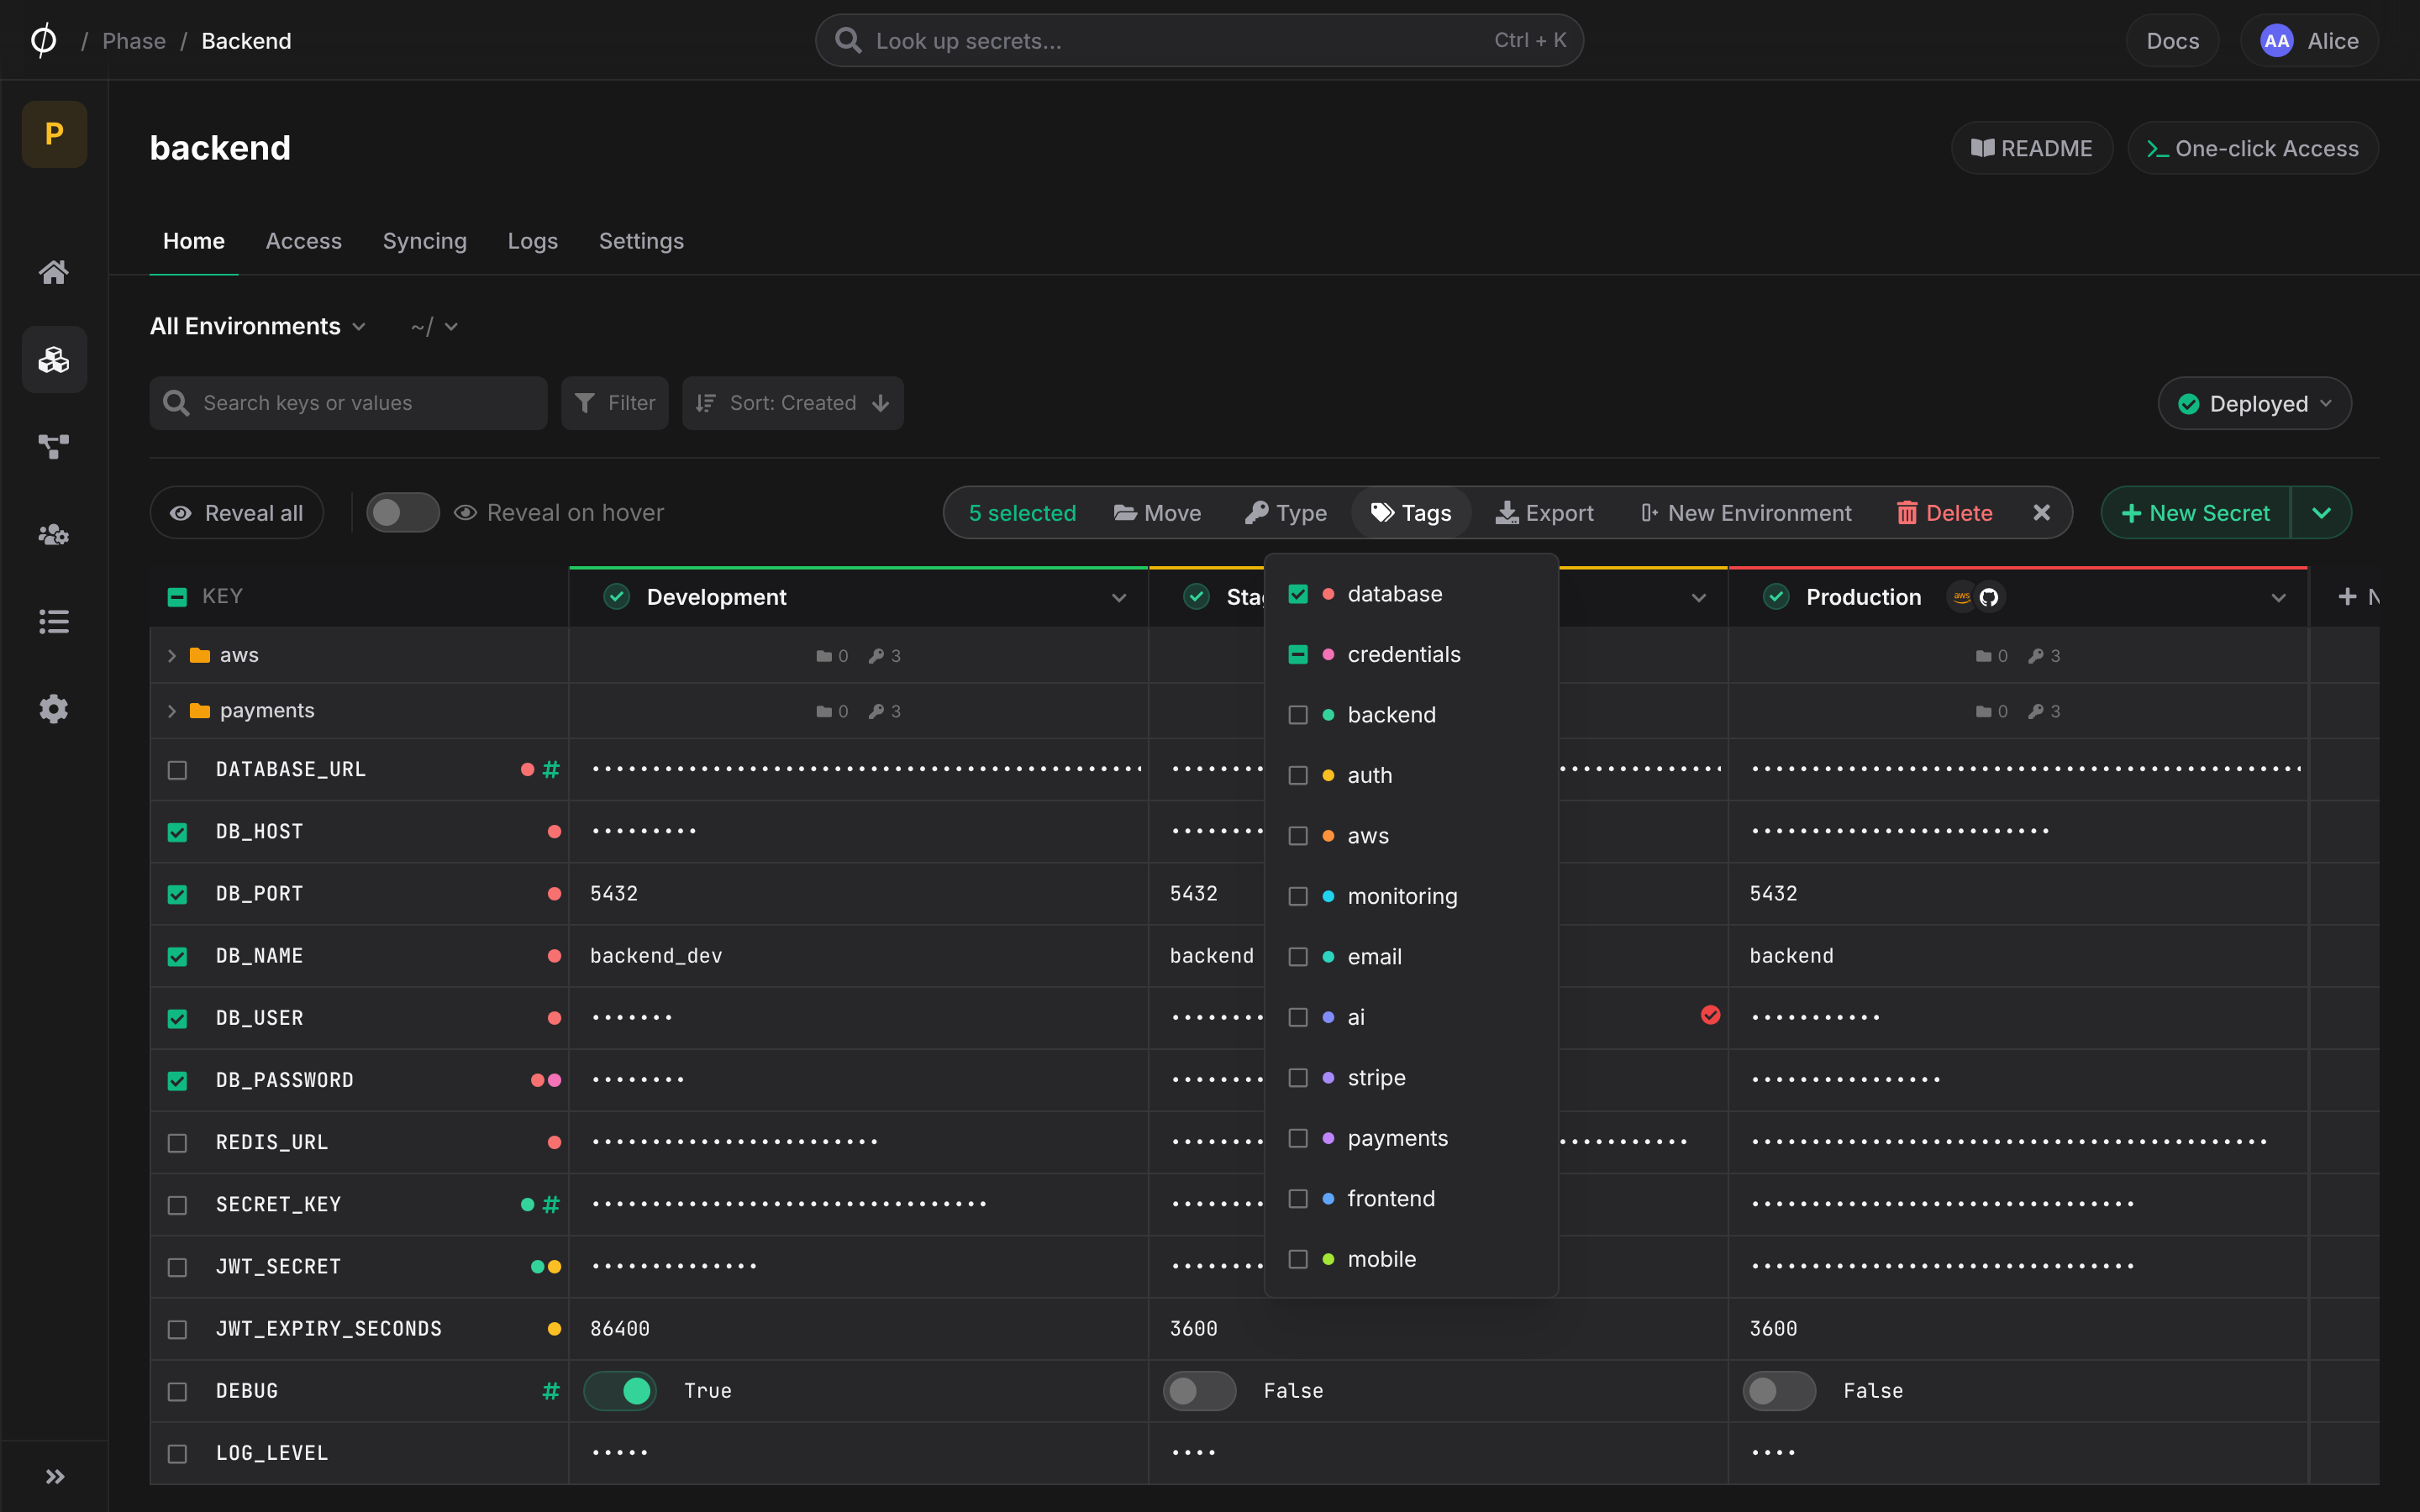 / Phase / Backend
Look up secrets...
Ctrl + K
Docs
AA Alice
P
backend
README
One-click Access
Home
Access
Syncing
Logs
Settings
All Environments
~/
Search keys or values
Filter
Sort: Created
Deployed
Reveal all
Reveal on hover
5 selected
Move
Type
Tags
Export
New Environment
Delete
New Secret
KEY
Development
Production
aws
aws
0 3
0 3
payments
0 3
0 3
DATABASE_URL #
DB_HOST
DB_PORT
5432
5432
5432
DB_NAME
backend_dev
backend
backend
DB_USER
DB_PASSWORD
REDIS_URL
SECRET_KEY #
JWT_SECRET
JWT_EXPIRY_SECONDS
86400
3600
3600
DEBUG #
True
False
False
LOG_LEVEL
database
credentials
backend
auth
aws
monitoring
email
ai
stripe
payments
frontend
mobile